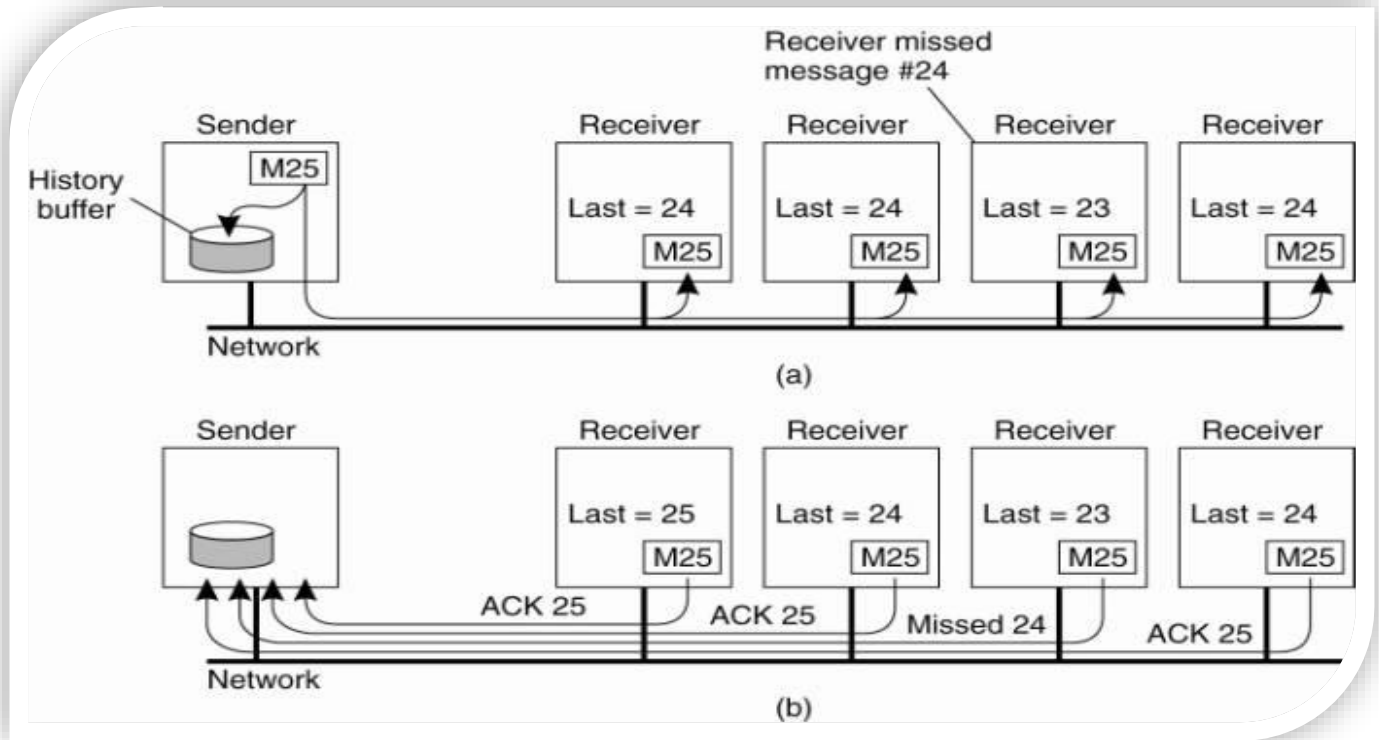 Receiver missed
message #24
Sender
Receiver
Receiver
Receiver
Receiver
History
buffer
M25
Last = 24
Last = 24
Last = 23
Last = 24
M25
M25
M25
M25
Network
(a)
Sender
Receiver
Receiver
Receiver
Receiver
Last = 25
Last = 24
Last = 23
Last = 24
M25
M25
M25
M25
ACK 25
ACK 25
Missed 24
ACK 25
Network
(b)